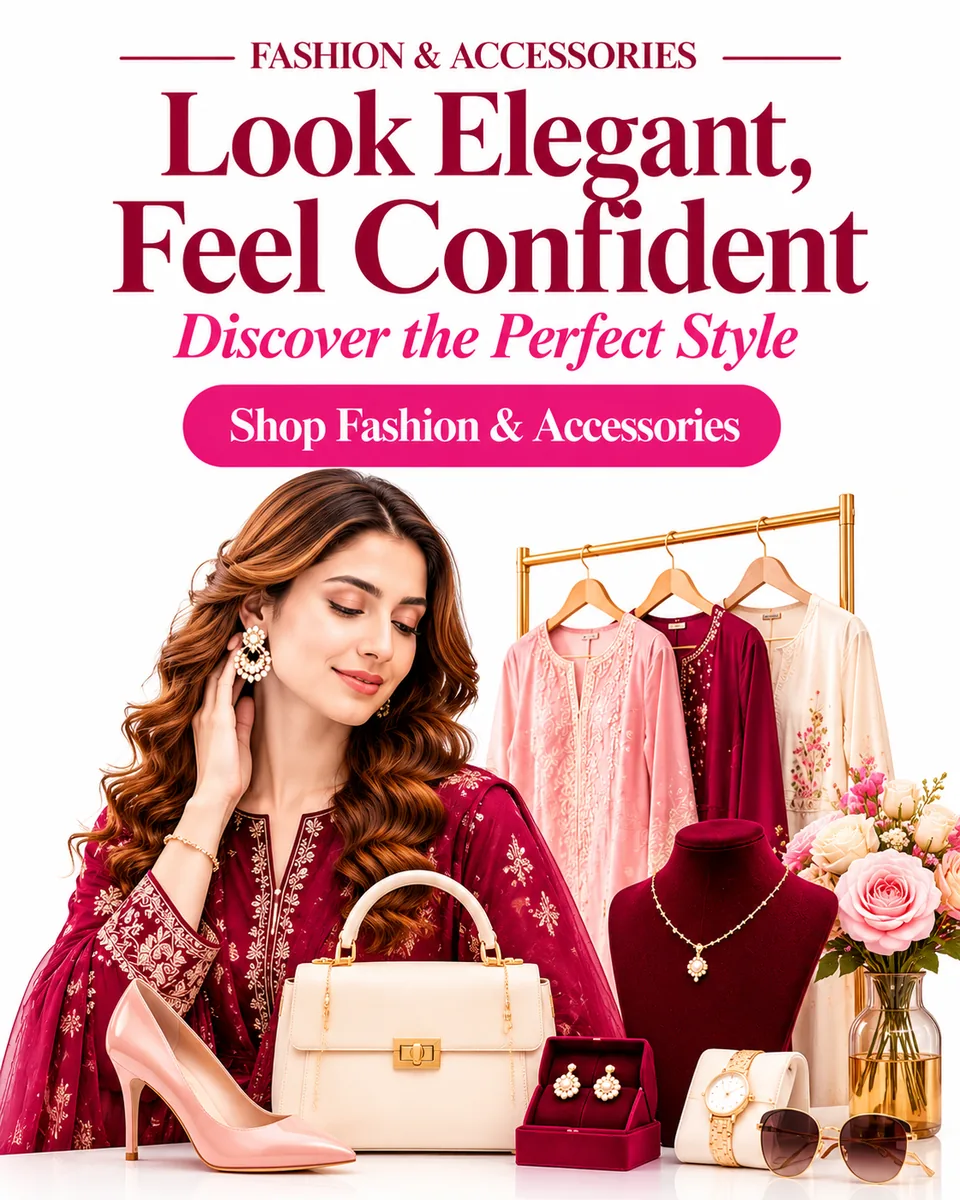 FASHION & ACCESSORIES
Look Elegant,
Feel Confident
Discover the Perfect Style
Shop Fashion & Accessories